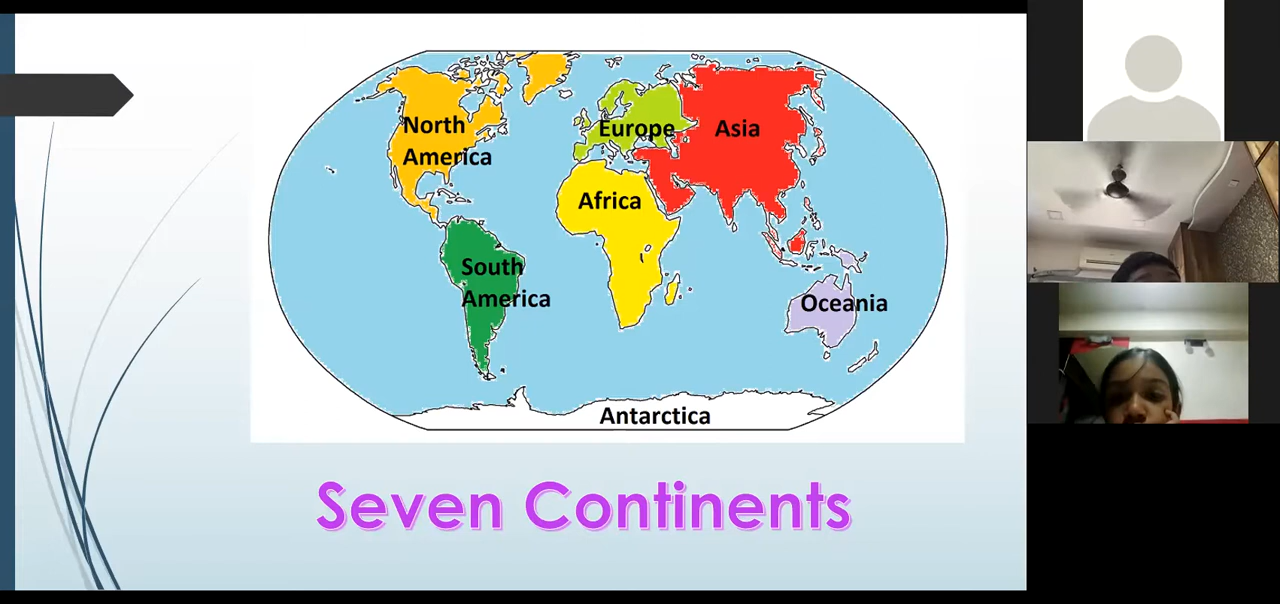 North
America
Europe
Asia
Africa
South
America
Oceania
Antarctica
Seven Continents